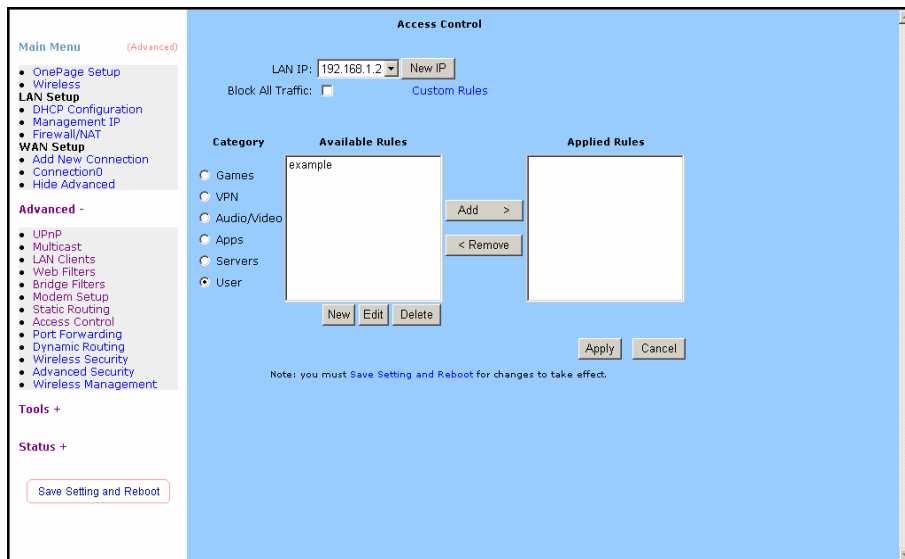 Access Control
Main Menu (Advanced)
OnePage Setup
Wireless
LAN Setup
DHCP Configuration
Management IP
Firewall/NAT
WAN Setup
Add New Connection
Connection0
Hide Advanced
Advanced -
UPnP
Multicast
LAN Clients
Web Filters
Bridge Filters
Modem Setup
Static Routing
Access Control
Port Forwarding
Dynamic Routing
Wireless Security
Advanced Security
Wireless Management
Tools +
Status +
Save Setting and Reboot
LAN IP: 192.168.1.2 New IP
Block All Traffic: Custom Rules
Category Available Rules Applied Rules
Games
VPN
Audio/Video
Apps
Servers
User
example
Add >
< Remove
New Edit Delete
Apply Cancel
Note: you must Save Setting and Reboot for changes to take effect.